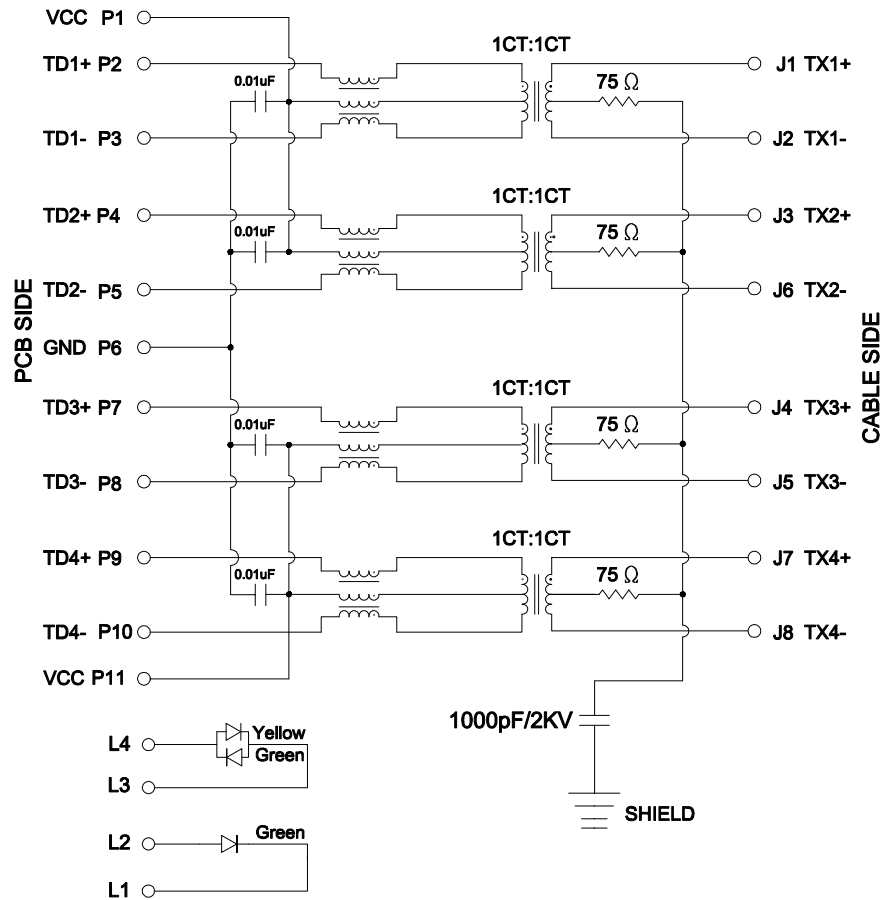 VCC P1
1CT:1CT
TD1+ P2
J1 TX1+
0.01uF
75 Ω
TD1- P3
J2 TX1-
1CT:1CT
TD2+ P4
J3 TX2+
0.01uF
75 Ω
TD2- P5
J6 TX2-
PCB SIDE
GND P6
CABLE SIDE
1CT:1CT
TD3+ P7
J4 TX3+
0.01uF
75 Ω
TD3- P8
J5 TX3-
1CT:1CT
TD4+ P9
J7 TX4+
0.01uF
75 Ω
TD4- P10
J8 TX4-
VCC P11
1000pF/2KV
Yellow
L4
Green
L3
SHIELD
Green
L2
L1